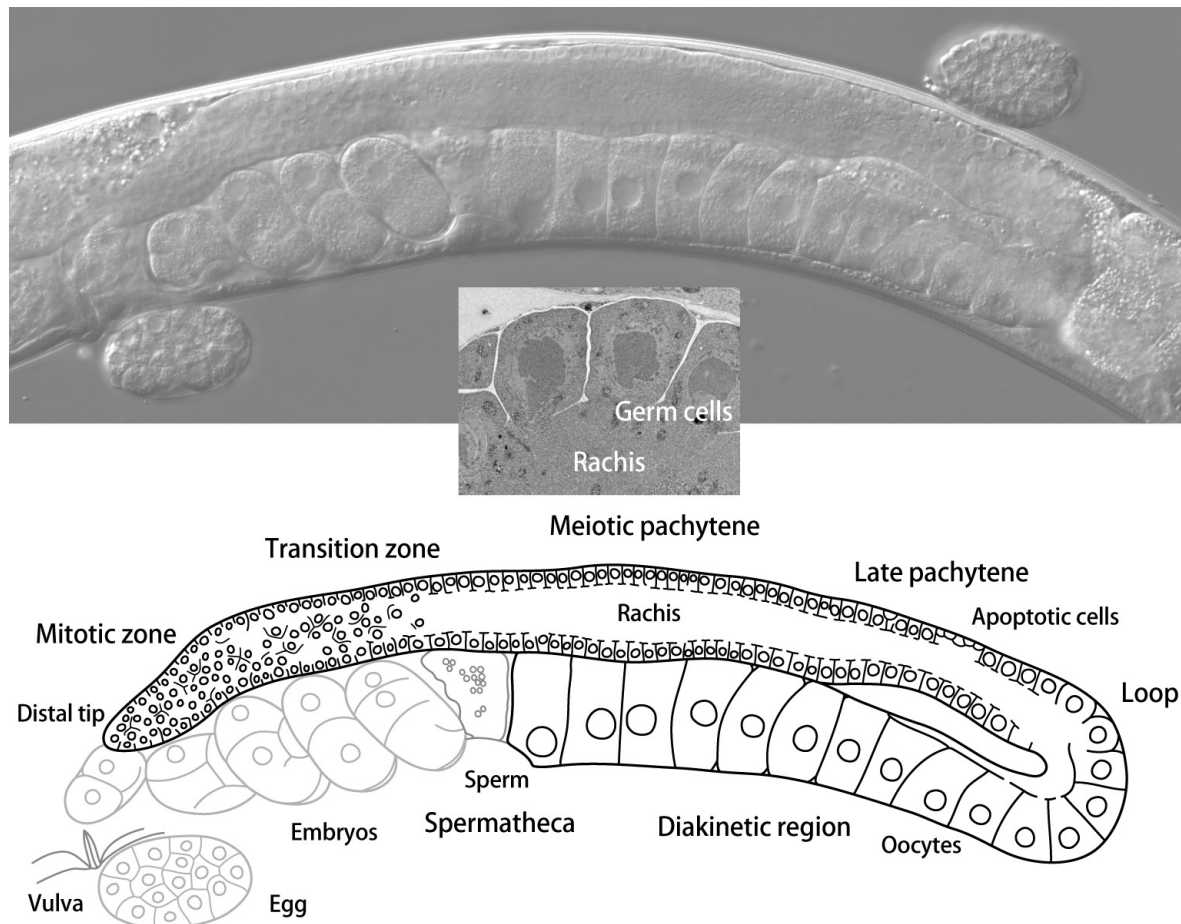 Germ cells
Rachis
Meiotic pachytene
Transition zone
Late pachytene
Rachis
Apoptotic cells
Mitotic zone
Loop
Distal tip
Sperm
Embryos
Spermatheca
Diakinetic region
Oocytes
Vulva
Egg